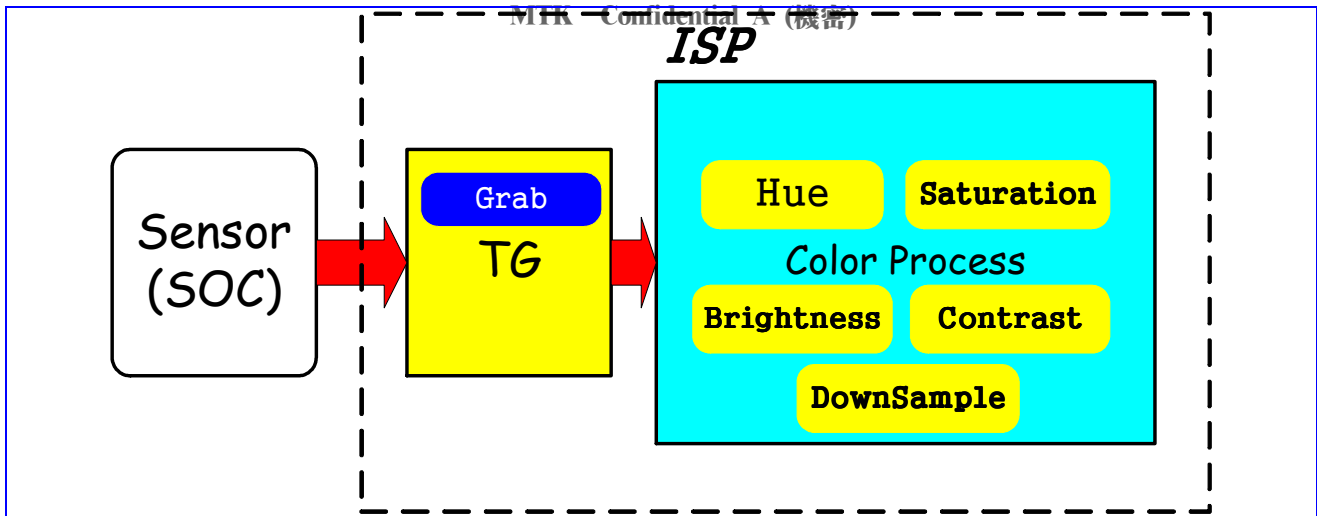 MTK Confidential A (機密)
ISP
Sensor
(SOC)
Grab
TG
Hue
Saturation
Color Process
Brightness
Contrast
DownSample